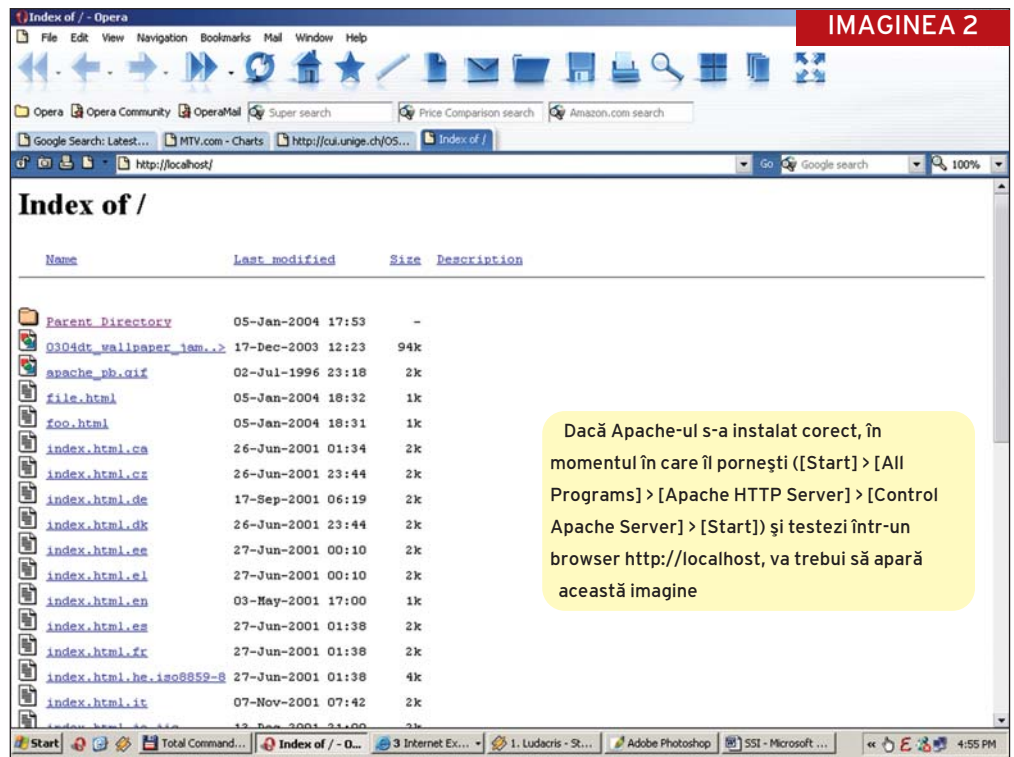 Index of / - Opera
IMAGINEA 2
File Edit View Navigation Bookmarks Mail Window Help
Opera Opera Community OperaMail Super search Price Comparison search Amazon.com search
Google Search: Latest... MTV.com - Charts http://cui.unige.ch/OS... Index of /
http://localhost/ Go Google search 100%
Index of /
Name Last modified Size Description
Parent Directory 05-Jan-2004 17:53 -
0304dt_wallpaper_jam..> 17-Dec-2003 12:23 94k
apache_pb.gif 02-Jul-1996 23:18 2k
file.html 05-Jan-2004 18:32 1k
foo.html 05-Jan-2004 18:31 1k
index.html.ca 26-Jun-2001 01:34 2k
index.html.cz 26-Jun-2001 23:44 2k
index.html.de 17-Sep-2001 06:19 2k
index.html.dk 26-Jun-2001 23:44 2k
index.html.ee 27-Jun-2001 00:10 2k
index.html.el 27-Jun-2001 00:10 2k
index.html.en 03-May-2001 17:00 1k
index.html.es 27-Jun-2001 01:38 2k
index.html.fr 27-Jun-2001 01:38 2k
index.html.he.iso8859-8 27-Jun-2001 01:38 4k
index.html.it 07-Nov-2001 07:42 2k
Dacă Apache-ul s-a instalat corect, în
momentul în care îl porneşti ([Start] > [All
Programs] > [Apache HTTP Server] > [Control
Apache Server] > [Start]) şi testezi într-un
browser http://localhost, va trebui să apară
această imagine
Start Total Command... Index of / - O... 3 Internet Ex... 1. Ludacris - St... Adobe Photoshop SSI - Microsoft ... « 4:55 PM